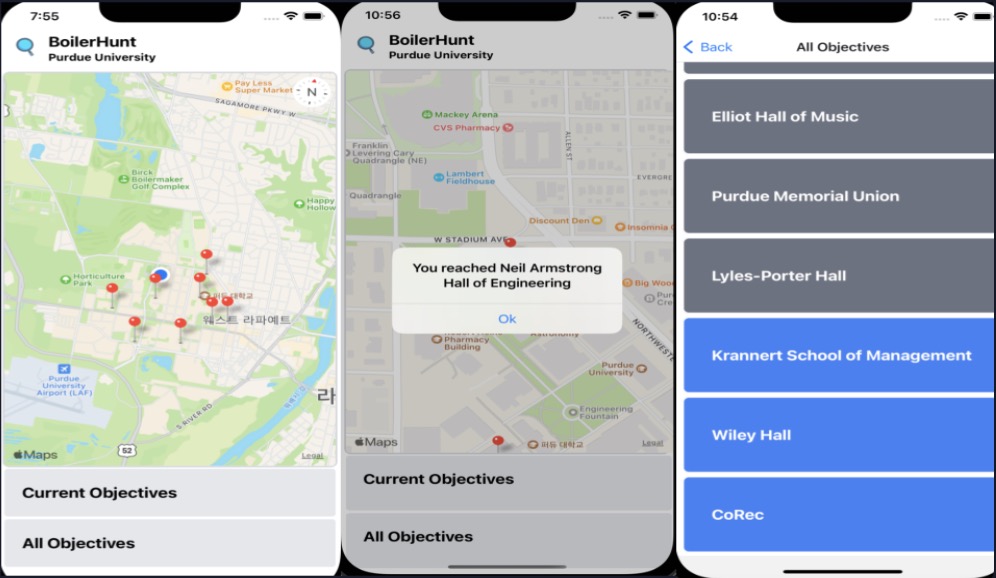 7:55
BoilerHunt
Purdue University
Pay Less
Super Market
N
SAGAMORE PKWY W
Birck
Boilermaker
Golf Complex
Happy
Hollow
Horticulture
Park
퍼듀 대학교
웨스트 라파예트
Purdue
University
Airport (LAF)
라
S RIVER RD
52
Maps
Legal
Current Objectives
All Objectives
10:56
BoilerHunt
Purdue University
Mackey Arena
CVS Pharmacy
ALLEN ST
Franklin
Levering Cary
Quadrangle (NE)
Lambert
Fieldhouse
EVERGRE
Quadrangle
Discount Den
Insomnia C
W STADIUM AVE
You reached Neil Armstrong
Hall of Engineering
Ok
Big Woo
Pur
Cre
NORTHWESTER
Pharmacy
Building
Astronomy
Purdue
University
Engineering
Fountain
퍼듀 대학교
Maps
Legal
Current Objectives
All Objectives
10:54
Back
All Objectives
Elliot Hall of Music
Purdue Memorial Union
Lyles-Porter Hall
Krannert School of Management
Wiley Hall
CoRec